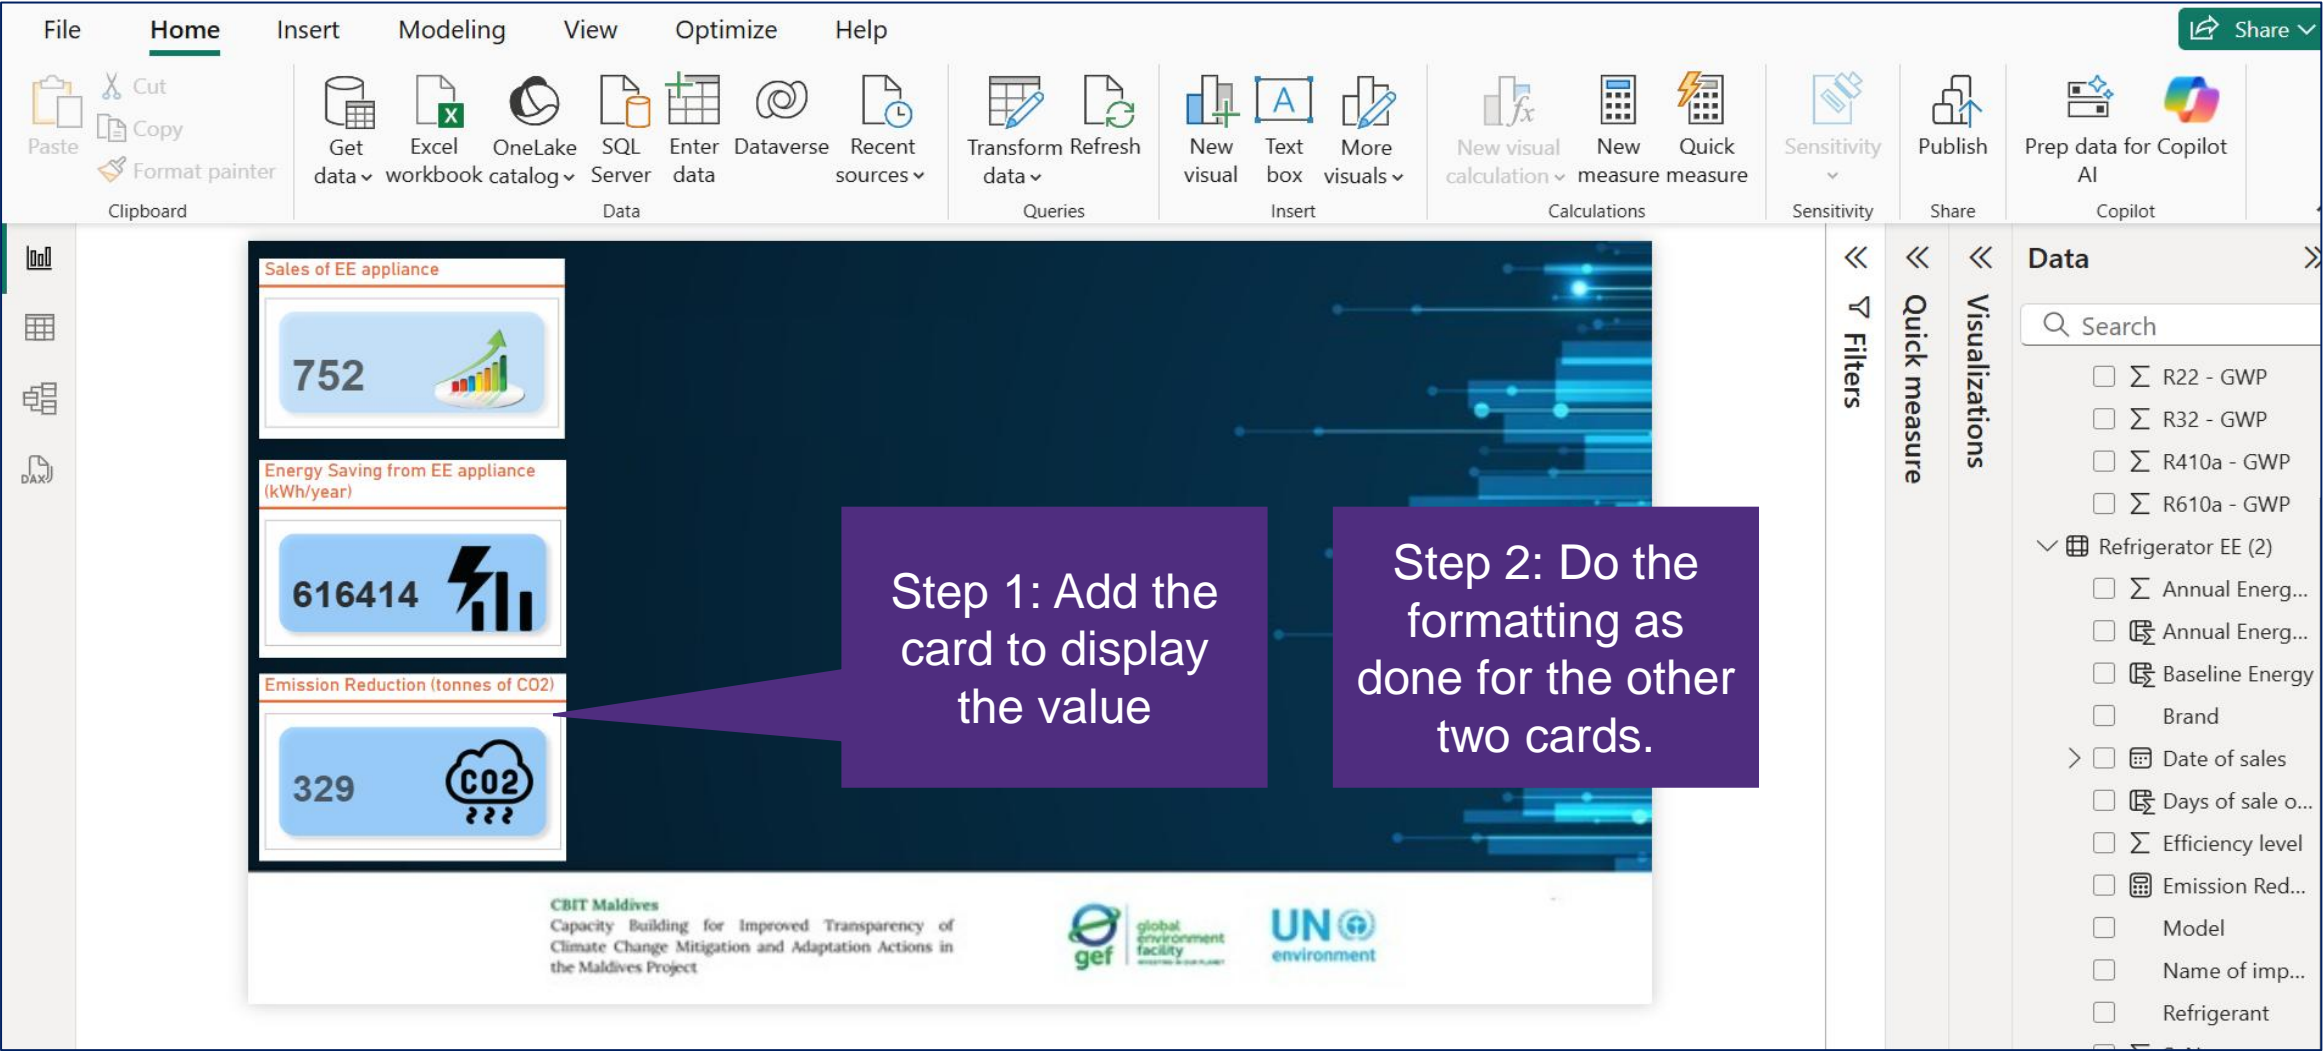 File Home Insert Modeling View Optimize Help Share
Paste
Cut
Copy
Format painter
Clipboard
Get data
Excel workbook
OneLake catalog
SQL Server
Enter data
Dataverse
Recent sources
Data
Transform data
Refresh
Queries
New visual
Text box
More visuals
Insert
New visual calculation
New measure
Quick measure
Calculations
Sensitivity
Sensitivity
Publish
Share
Prep data for AI
Copilot
Copilot
DAX
Sales of EE appliance
752
Energy Saving from EE appliance
(kWh/year)
616414
Emission Reduction (tonnes of CO2)
329
CO2
Step 1: Add the
card to display
the value
Step 2: Do the
formatting as
done for the other
two cards.
CBIT Maldives
Capacity Building for Improved Transparency of
Climate Change Mitigation and Adaptation Actions in
the Maldives Project
gef
global
environment
facility
UN
environment
Filters
Quick measure
Visualizations
Data
Search
R22 - GWP
R32 - GWP
R410a - GWP
R610a - GWP
Refrigerator EE (2)
Annual Energ...
Annual Energ...
Baseline Energy
Brand
Date of sales
Days of sale o...
Efficiency level
Emission Red...
Model
Name of imp...
Refrigerant